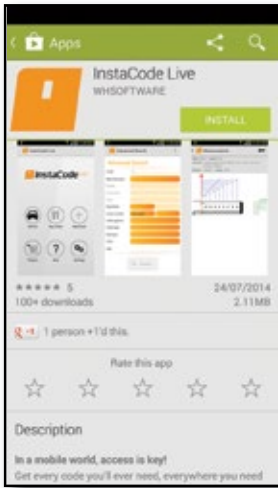 Apps
InstaCode Live
WHSOFTWARE
INSTALL
InstaCode
5
24/07/2014
100+ downloads
2.11MB
+1
1 person +1'd this.
Rate this app
Description
In a mobile world, access is key!
Get every code you'll ever need, everywhere you need